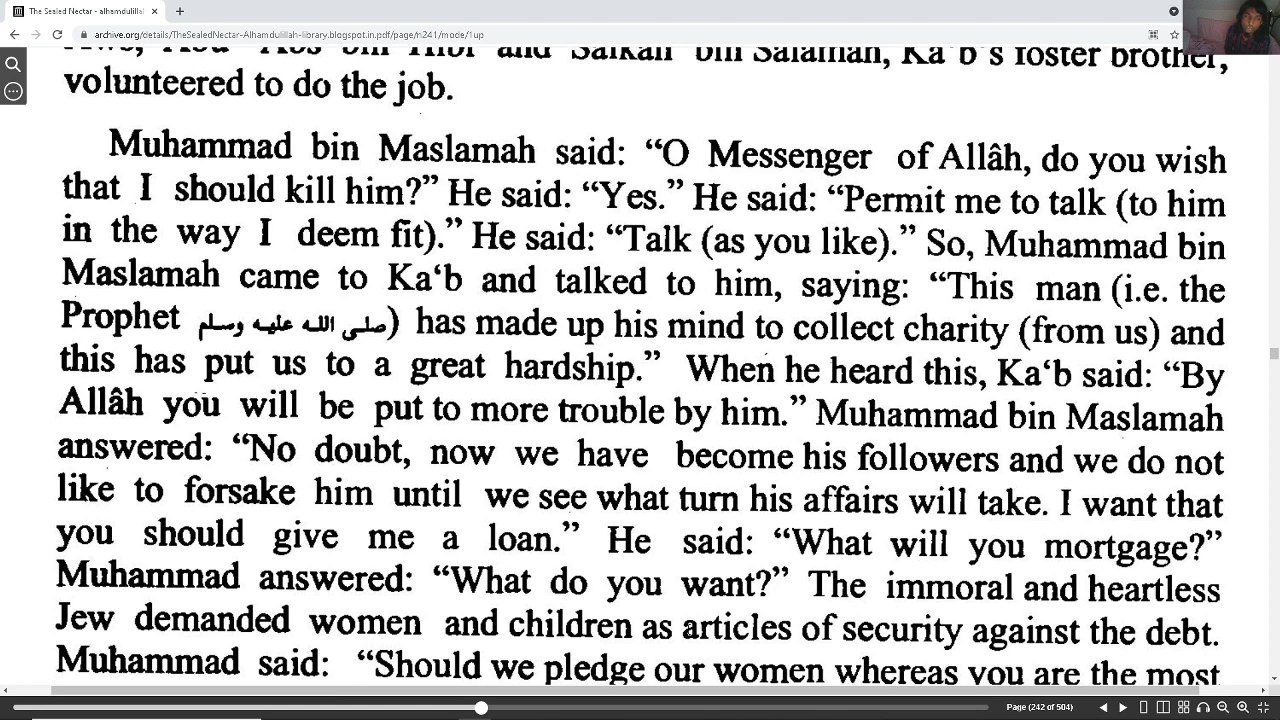 The Sealed Nectar - alhamdulillal
archive.org/details/TheSealedNectar-Alhamdulillah-library.blogspot.in.pdf/page/n241/mode/1up
bin Hibr and Salkan bin Salamah, Ka‘b’s foster brother,
volunteered to do the job.
Muhammad bin Maslamah said: “O Messenger of Allâh, do you wish
that I should kill him?” He said: “Yes.” He said: “Permit me to talk (to him
in the way I deem fit).” He said: “Talk (as you like).” So, Muhammad bin
Maslamah came to Ka‘b and talked to him, saying: “This man (i.e. the
Prophet صلى الله عليه وسلم) has made up his mind to collect charity (from us) and
this has put us to a great hardship.” When he heard this, Ka‘b said: “By
Allâh you will be put to more trouble by him.” Muhammad bin Maslamah
answered: “No doubt, now we have become his followers and we do not
like to forsake him until we see what turn his affairs will take. I want that
you should give me a loan.” He said: “What will you mortgage?”
Muhammad answered: “What do you want?” The immoral and heartless
Jew demanded women and children as articles of security against the debt.
Muhammad said: “Should we pledge our women whereas you are the most
Page (242 of 504)